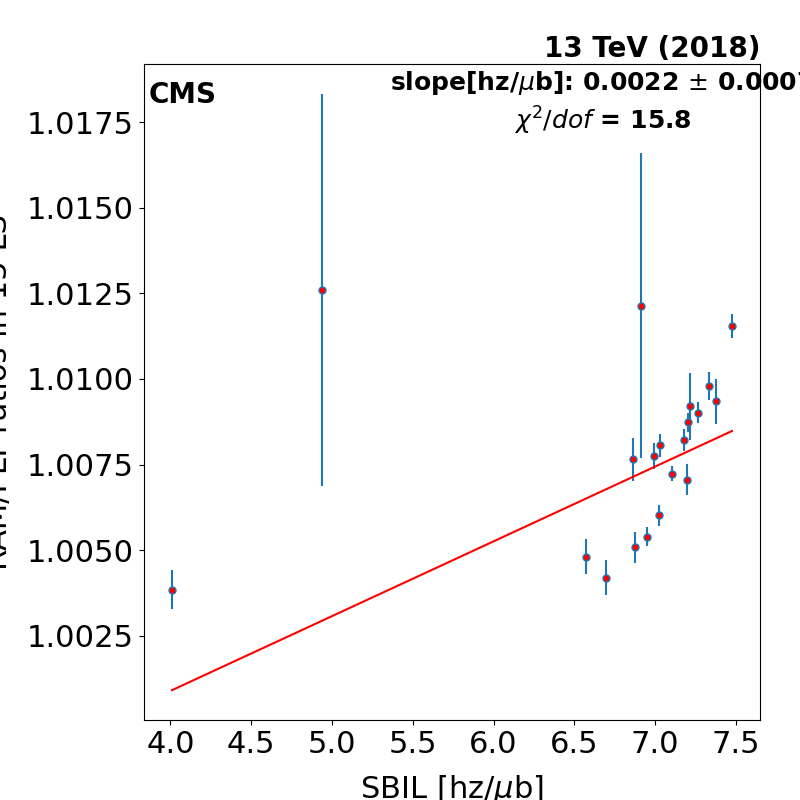 13 TeV (2018)
CMS
slope[hz/μb]: 0.0022 ± 0.0007
χ²/dof = 15.8
1.0175
1.0150
1.0125
1.0100
1.0075
1.0050
1.0025
4.0 4.5 5.0 5.5 6.0 6.5 7.0 7.5
SBIL [hz/μb]